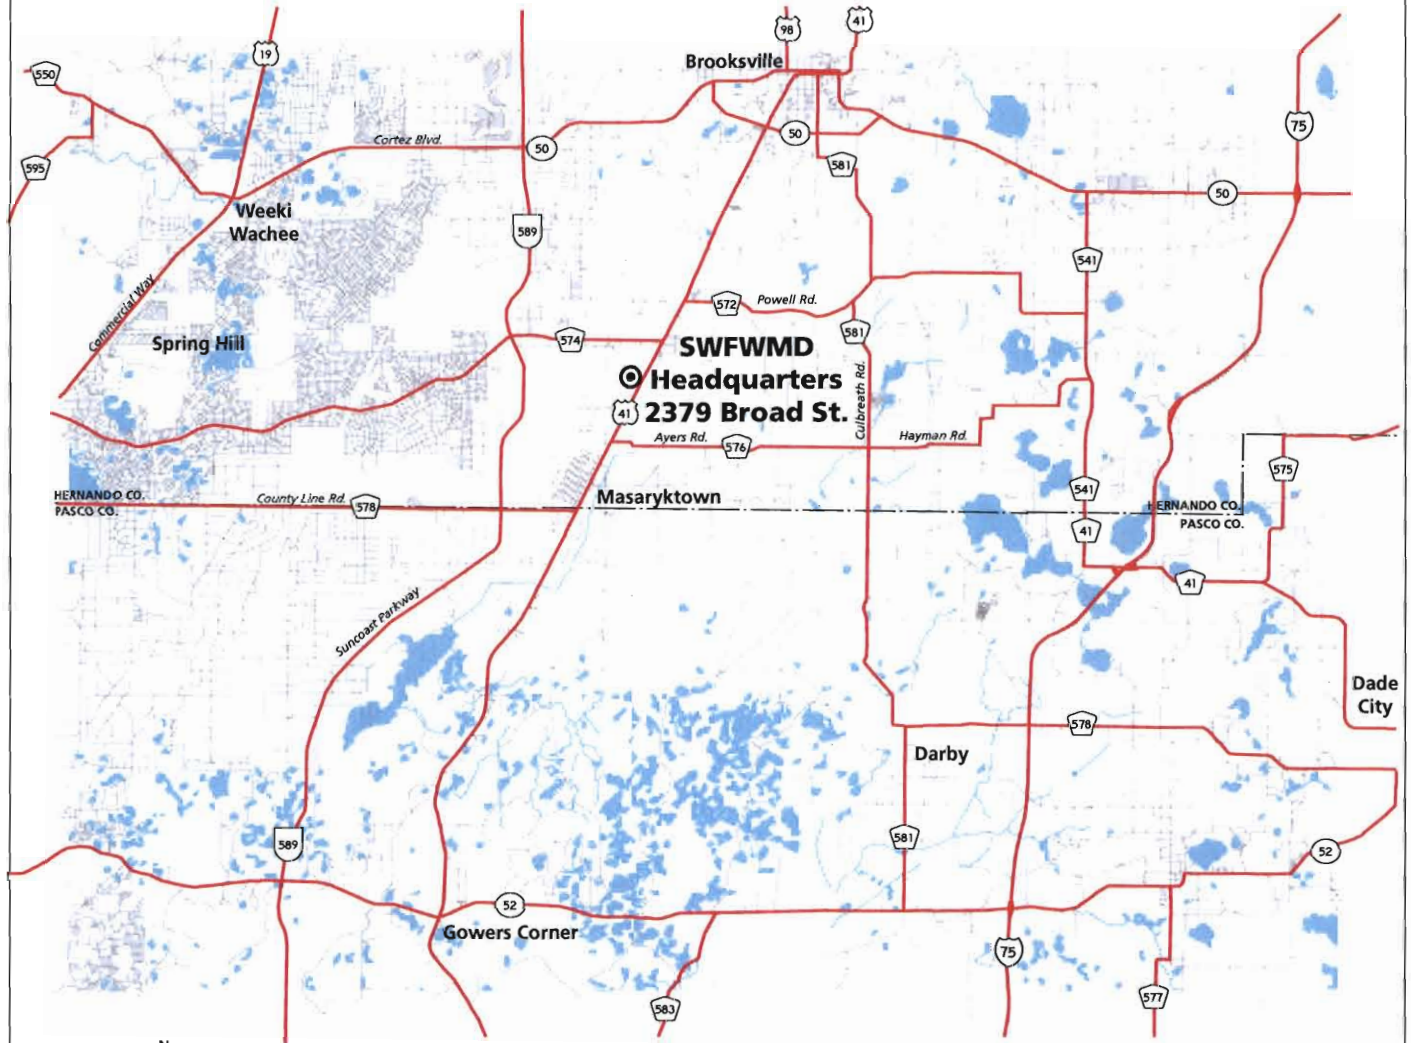 98
41
19
Brooksville
550
75
50
Cortez Blvd.
50
581
595
50
Weeki
Wachee
589
541
Commercial Way
572
Powell Rd.
581
574
Spring Hill
SWFWMD
Headquarters
2379 Broad St.
41
Culbreath Rd.
Ayers Rd.
576
Hayman Rd.
575
541
HERNANDO CO.
PASCO CO.
County Line Rd.
578
Masaryktown
HERNANDO CO.
PASCO CO.
41
41
Suncoast Parkway
Dade
City
578
Darby
581
589
52
52
Gowers Corner
75
577
583
N